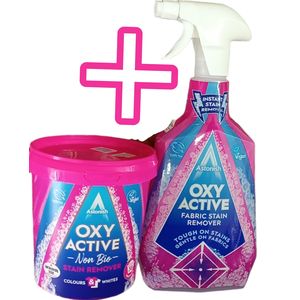 Astonish
OXY
ACTIVE
Non Bio
STAIN REMOVER
COLOURS & WHITES
INSTANT
STAIN
REMOVER
Astonish
OXY
ACTIVE
FABRIC STAIN
REMOVER
TOUGH ON STAINS
GENTLE ON FABRICS